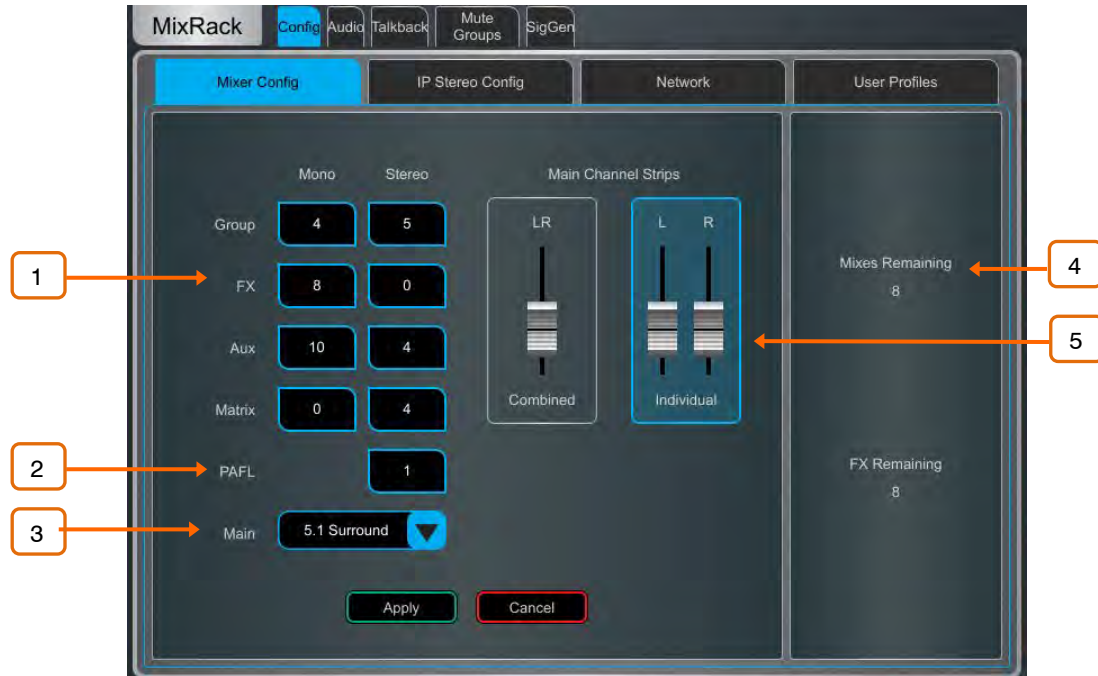 MixRack Config Audio Talkback Mute Groups SigGen
Mixer Config IP Stereo Config Network User Profiles
Mono Stereo Main Channel Strips
Group 4 5 LR L R
1 FX 8 0 Mixes Remaining 4
8
5
Aux 10 4
Matrix 0 4 Combined Individual
2 PAFL 1 FX Remaining
8
3 Main 5.1 Surround
Apply Cancel